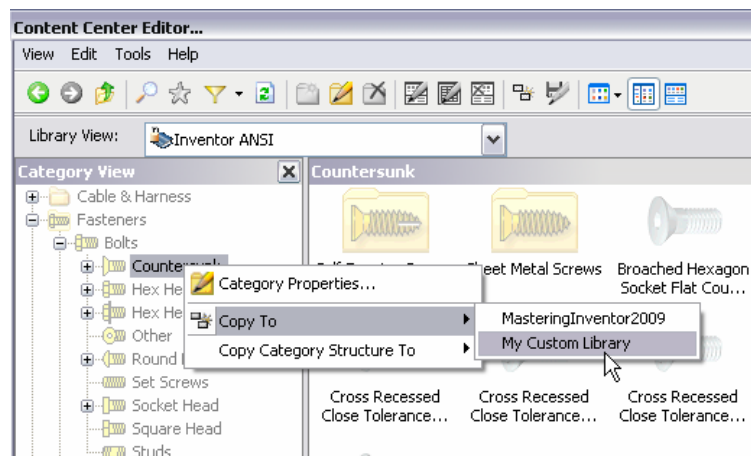 Content Center Editor...
View Edit Tools Help
Library View: Inventor ANSI
Category View
Countersunk
Cable & Harness
Fasteners
Bolts
Countersunk
Hex
Hex
Other
Round
Set Screws
Socket Head
Square Head
Studs
Category Properties...
Copy To
Copy Category Structure To
MasteringInventor2009
My Custom Library
Sheet Metal Screws
Broached Hexagon
Socket Flat Cou...
Cross Recessed
Close Tolerance...
Cross Recessed
Close Tolerance...
Cross Recessed
Close Tolerance...